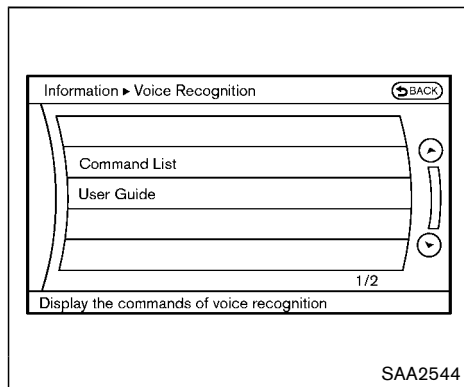 Information ▸ Voice Recognition BACK
Command List
User Guide
1/2
Display the commands of voice recognition
SAA2544